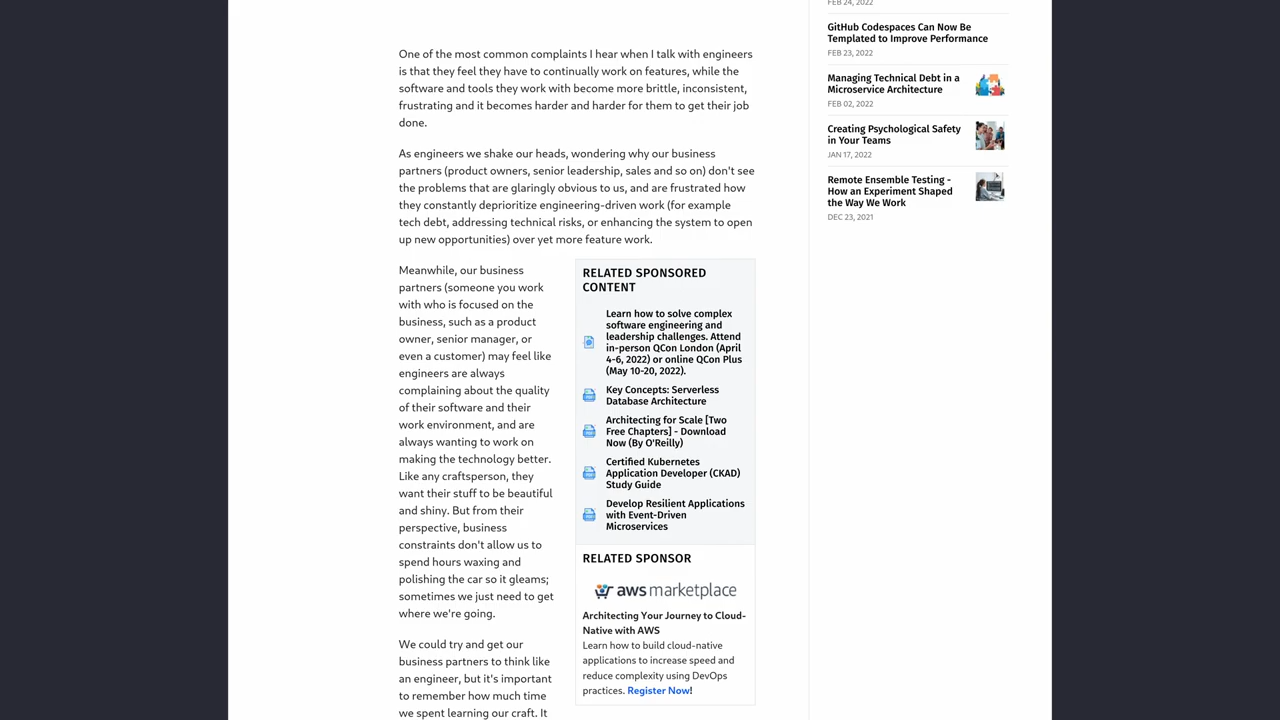 One of the most common complaints I hear when I talk with engineers
is that they feel they have to continually work on features, while the
software and tools they work with become more brittle, inconsistent,
frustrating and it becomes harder and harder for them to get their job
done.
As engineers we shake our heads, wondering why our business
partners (product owners, senior leadership, sales and so on) don't see
the problems that are glaringly obvious to us, and are frustrated how
they constantly deprioritize engineering-driven work (for example
tech debt, addressing technical risks, or enhancing the system to open
up new opportunities) over yet more feature work.
Meanwhile, our business
partners (someone you work
with who is focused on the
business, such as a product
owner, senior manager, or
even a customer) may feel like
engineers are always
complaining about the quality
of their software and their
work environment, and are
always wanting to work on
making the technology better.
Like any craftsperson, they
want their stuff to be beautiful
and shiny. But from their
perspective, business
constraints don't allow us to
spend hours waxing and
polishing the car so it gleams;
sometimes we just need to get
where we're going.
We could try and get our
business partners to think like
an engineer, but it's important
to remember how much time
we spent learning our craft. It
RELATED SPONSORED
CONTENT
Learn how to solve complex
software engineering and
leadership challenges. Attend
in-person QCon London (April
4-6, 2022) or online QCon Plus
(May 10-20, 2022).
Key Concepts: Serverless
Database Architecture
Architecting for Scale [Two
Free Chapters] - Download
Now (By O'Reilly)
Certified Kubernetes
Application Developer (CKAD)
Study Guide
Develop Resilient Applications
with Event-Driven
Microservices
RELATED SPONSOR
aws marketplace
Architecting Your Journey to Cloud-
Native with AWS
Learn how to build cloud-native
applications to increase speed and
reduce complexity using DevOps
practices. Register Now!
FEB 24, 2022
GitHub Codespaces Can Now Be
Templated to Improve Performance
FEB 23, 2022
Managing Technical Debt in a
Microservice Architecture
FEB 02, 2022
Creating Psychological Safety
in Your Teams
JAN 17, 2022
Remote Ensemble Testing -
How an Experiment Shaped
the Way We Work
DEC 23, 2021